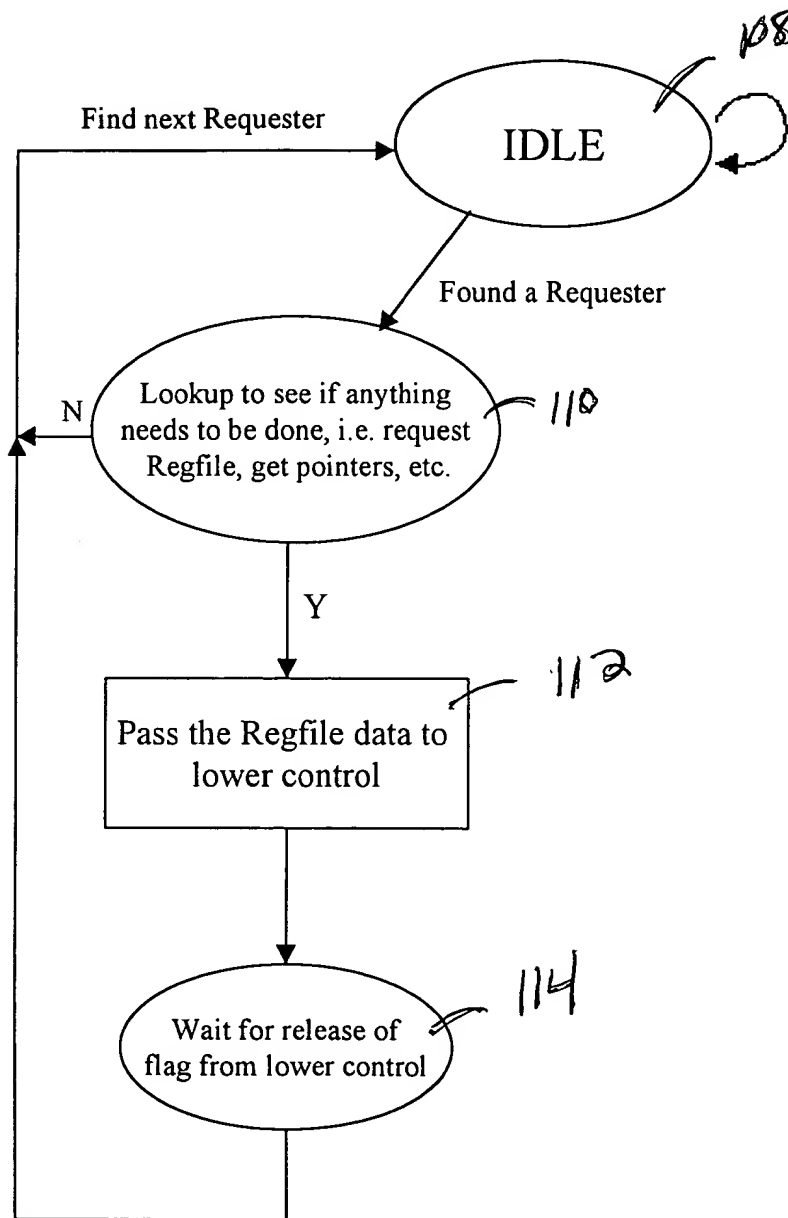 108
Find next Requester
IDLE
Found a Requester
Lookup to see if anything
needs to be done, i.e. request
Regfile, get pointers, etc.
110
N
Y
112
Pass the Regfile data to
lower control
114
Wait for release of
flag from lower control